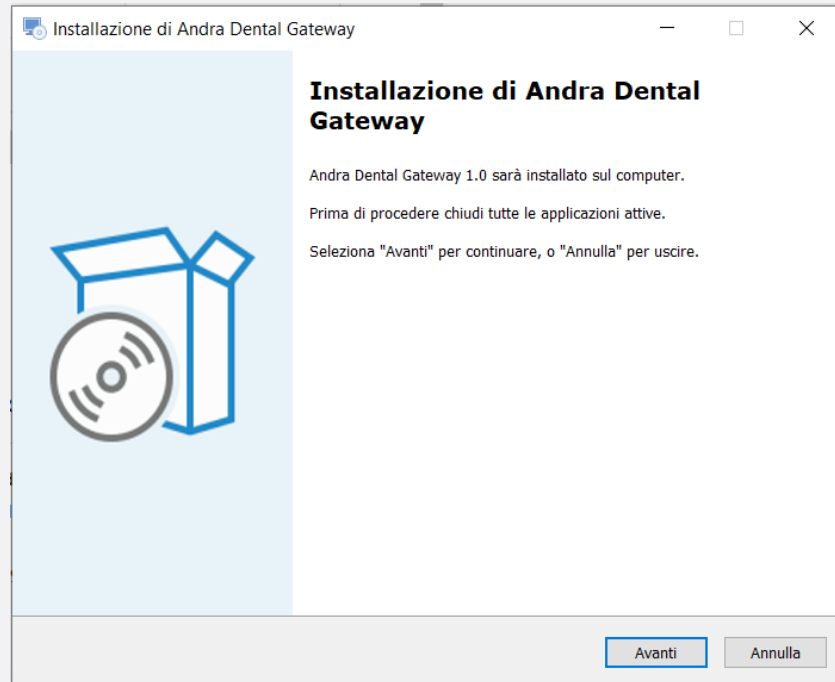 Installazione di Andra Dental Gateway
Installazione di Andra Dental
Gateway
Andra Dental Gateway 1.0 sarà installato sul computer.
Prima di procedere chiudi tutte le applicazioni attive.
Seleziona "Avanti" per continuare, o "Annulla" per uscire.
Avanti
Annulla